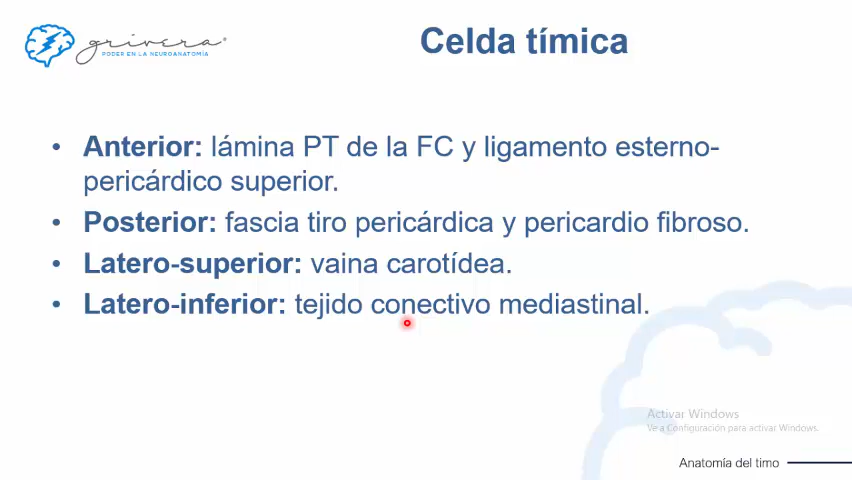 grivera®
PODER EN LA NEUROANATOMÍA
Celda tímica
• Anterior: lámina PT de la FC y ligamento esterno-
pericárdico superior.
• Posterior: fascia tiro pericárdica y pericardio fibroso.
• Latero-superior: vaina carotídea.
• Latero-inferior: tejido conectivo mediastinal.
Activar Windows
Ve a Configuración para activar Windows.
Anatomía del timo